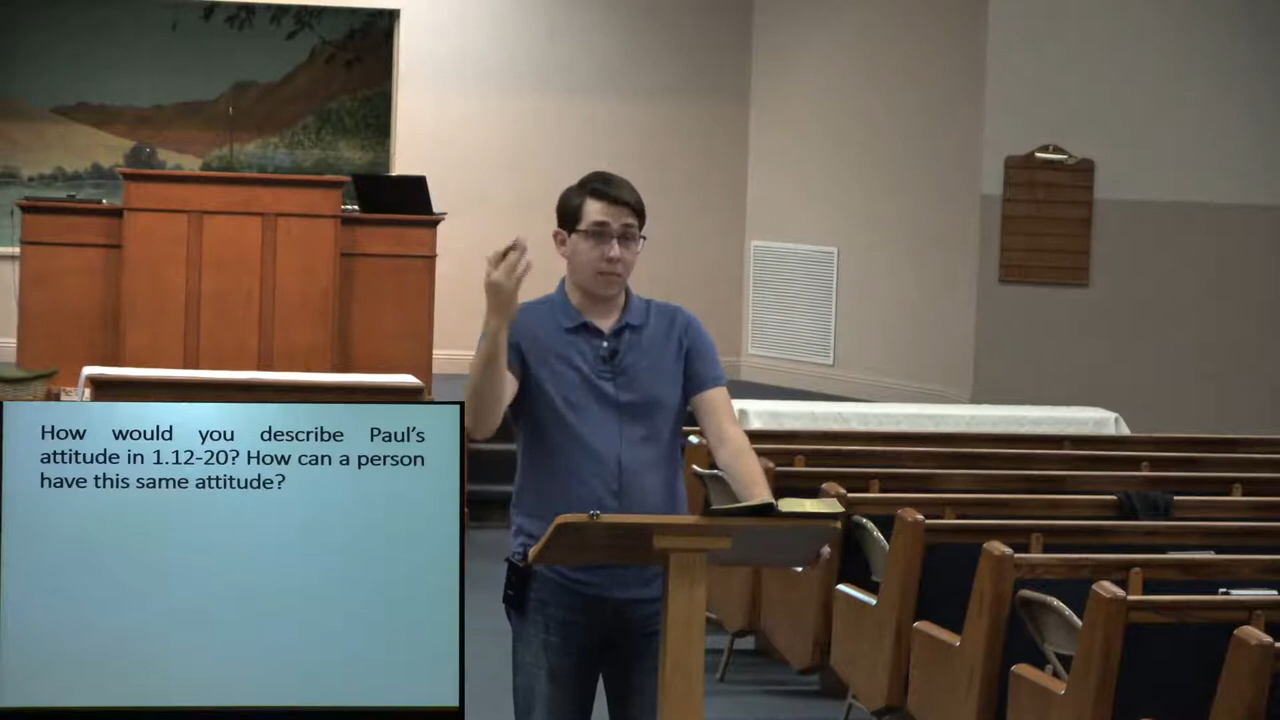 How would you describe Paul's
attitude in 1.12-20? How can a person
have this same attitude?